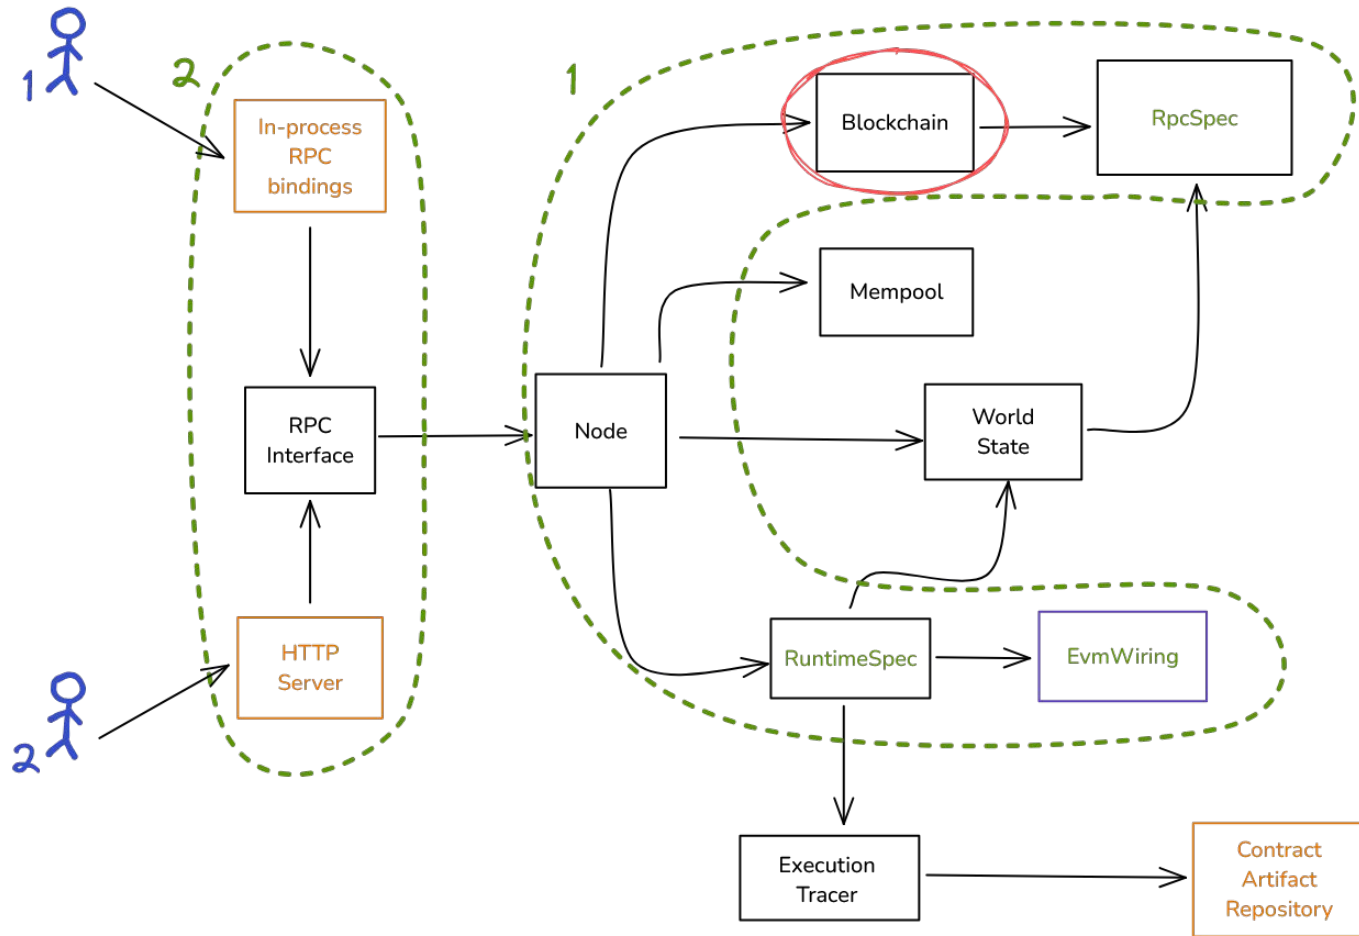 1
2
In-process
RPC
bindings
1
Blockchain
RpcSpec
Mempool
RPC
Interface
Node
World
State
HTTP
Server
2
RuntimeSpec
EvmWiring
Execution
Tracer
Contract
Artifact
Repository